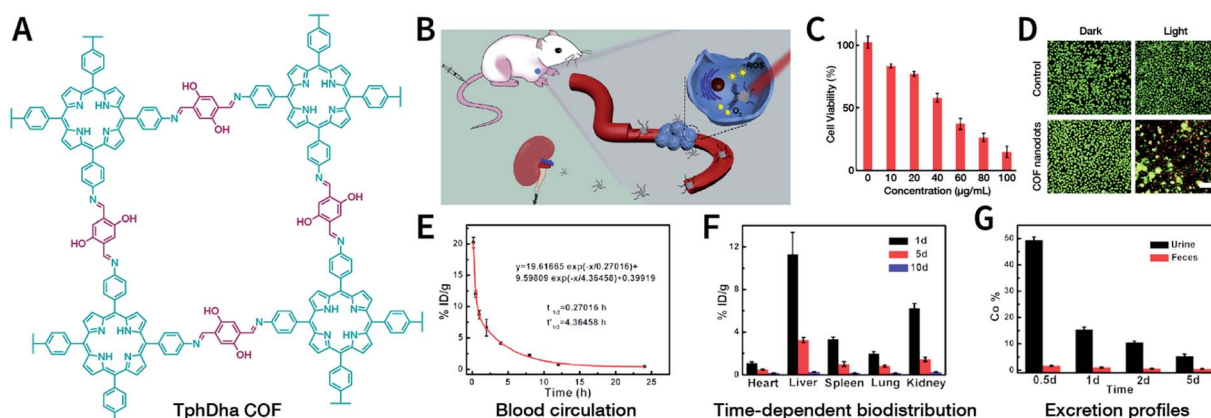 A
OH
HO
NH
N
TphDha COF
B
ROS
O₂
C
Cell Viability (%)
100
50
0
0 10 20 40 60 80 100
Concentration (µg/mL)
D
Dark Light
Control
COF nanodots
E
% ID/g
20
15
10
5
0
y=19.61665 exp(-x/0.27016)+
9.59809 exp(-x/4.36458)+0.39919
t 1/2=0.27016 h
t' 1/2=4.36458 h
0 5 10 15 20 25
Time (h)
Blood circulation
F
% ID/g
12
8
4
0
1d
5d
10d
Heart Liver Spleen Lung Kidney
Time-dependent biodistribution
G
Co %
50
40
30
20
10
0
Urine
Feces
0.5d 1d 2d 5d
Time
Excretion profiles